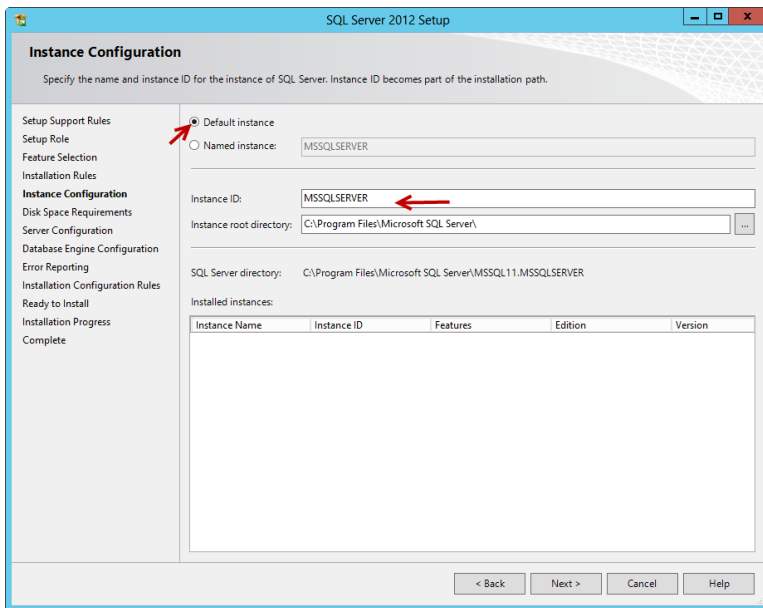 SQL Server 2012 Setup
Instance Configuration
Specify the name and instance ID for the instance of SQL Server. Instance ID becomes part of the installation path.
Setup Support Rules
Setup Role
Feature Selection
Installation Rules
Instance Configuration
Disk Space Requirements
Server Configuration
Database Engine Configuration
Error Reporting
Installation Configuration Rules
Ready to Install
Installation Progress
Complete
Default instance
Named instance: MSSQLSERVER
Instance ID: MSSQLSERVER
Instance root directory: C:\Program Files\Microsoft SQL Server\ ...
SQL Server directory: C:\Program Files\Microsoft SQL Server\MSSQL11.MSSQLSERVER
Installed instances:
Instance Name Instance ID Features Edition Version
< Back Next > Cancel Help